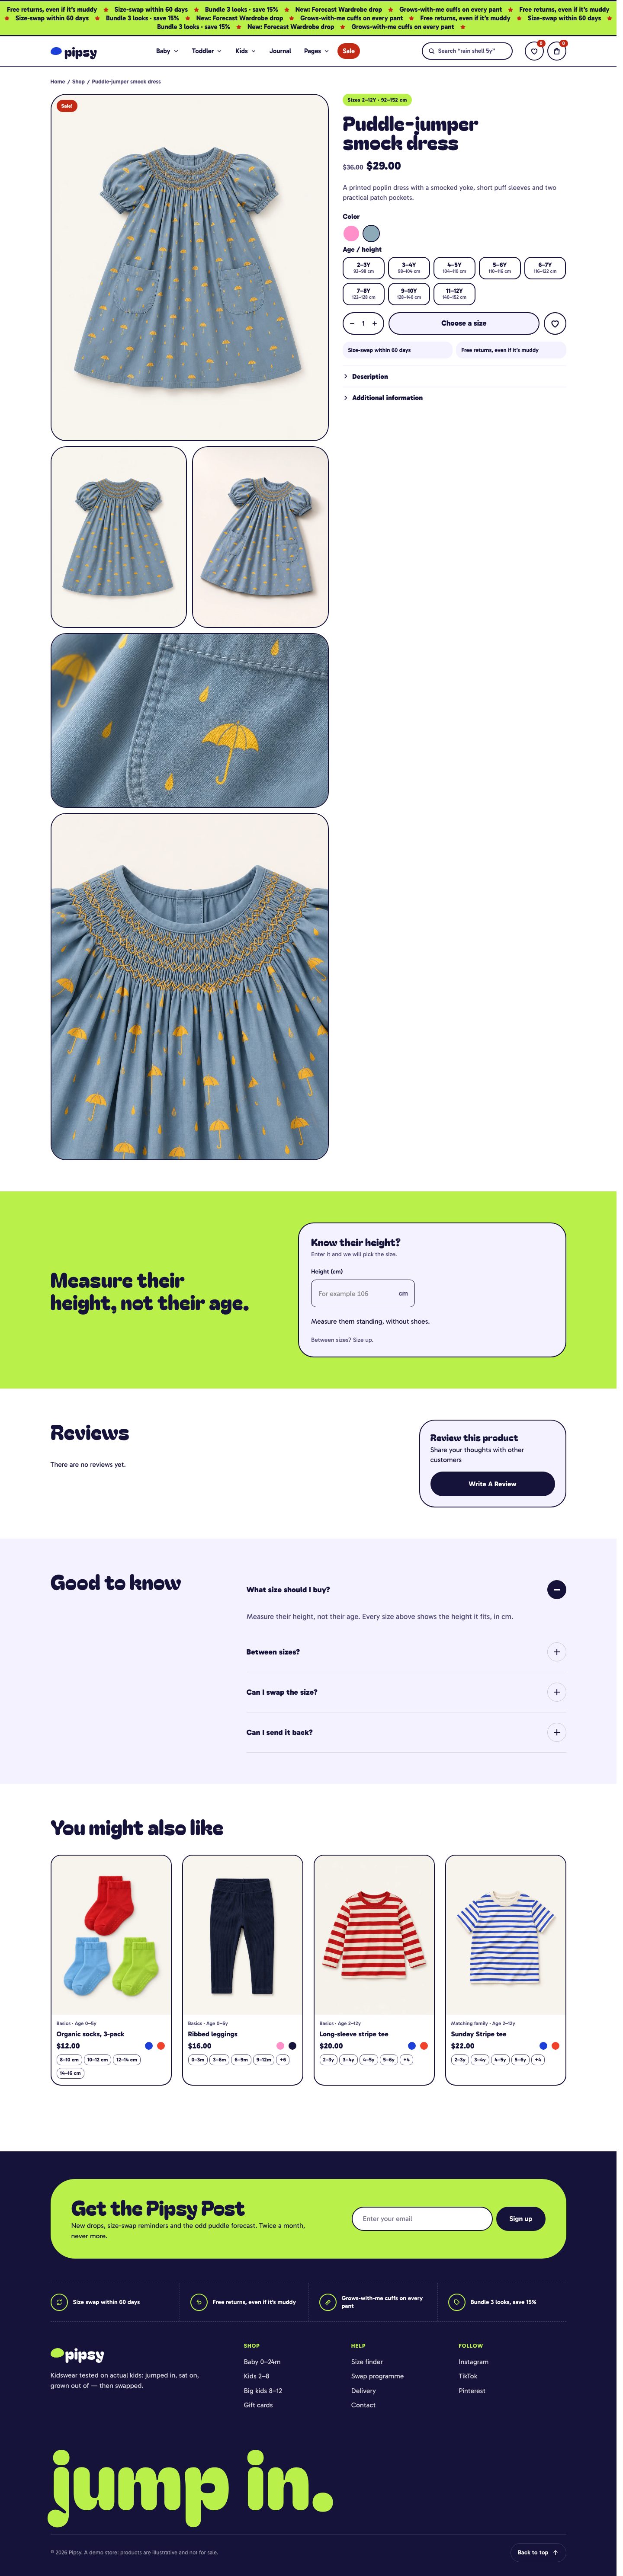 Free returns, even if it's muddy ★ Size-swap within 60 days ★ Bundle 3 looks · save 15% ★ New: Forecast Wardrobe drop ★ Grows-with-me cuffs on every pant ★ Free returns, even if it's muddy
★ Size-swap within 60 days ★ Bundle 3 looks · save 15% ★ New: Forecast Wardrobe drop ★ Grows-with-me cuffs on every pant ★ Free returns, even if it's muddy ★ Size-swap within 60 days ★
Bundle 3 looks · save 15% ★ New: Forecast Wardrobe drop ★ Grows-with-me cuffs on every pant ★
pipsy
Baby Toddler Kids Journal Pages Sale
Search "rain shell 5y"
0 0
Home / Shop / Puddle-jumper smock dress
Sale!
Sizes 2–12Y · 92–152 cm
Puddle-jumper
smock dress
$36.00 $29.00
A printed poplin dress with a smocked yoke, short puff sleeves and two
practical patch pockets.
Color
Age / height
2–3Y 3–4Y 4–5Y 5–6Y 6–7Y
92–98 cm 98–104 cm 104–110 cm 110–116 cm 116–122 cm
7–8Y 9–10Y 11–12Y
122–128 cm 128–140 cm 140–152 cm
− 1 +
Choose a size
Size-swap within 60 days
Free returns, even if it's muddy
Description
Additional information
Measure their
height, not their age.
Know their height?
Enter it and we will pick the size.
Height (cm)
For example 106 cm
Measure them standing, without shoes.
Between sizes? Size up.
Reviews
There are no reviews yet.
Review this product
Share your thoughts with other
customers
Write A Review
Good to know
What size should I buy?
Measure their height, not their age. Every size above shows the height it fits, in cm.
Between sizes?
Can I swap the size?
Can I send it back?
You might also like
Basics · Age 0–5y
Organic socks, 3-pack
$12.00
8–10 cm 10–12 cm 12–14 cm
14–16 cm
Basics · Age 0–5y
Ribbed leggings
$16.00
0–3m 3–6m 6–9m 9–12m +6
Basics · Age 2–12y
Long-sleeve stripe tee
$20.00
2–3y 3–4y 4–5y 5–6y +4
Matching family · Age 2–12y
Sunday Stripe tee
$22.00
2–3y 3–4y 4–5y 5–6y +4
Get the Pipsy Post
New drops, size-swap reminders and the odd puddle forecast. Twice a month,
never more.
Enter your email
Sign up
Size swap within 60 days
Free returns, even if it's muddy
Grows-with-me cuffs on every
pant
Bundle 3 looks, save 15%
pipsy
Kidswear tested on actual kids: jumped in, sat on,
grown out of — then swapped.
SHOP
Baby 0–24m
Kids 2–8
Big kids 8–12
Gift cards
HELP
Size finder
Swap programme
Delivery
Contact
FOLLOW
Instagram
TikTok
Pinterest
jump in.
© 2026 Pipsy. A demo store: products are illustrative and not for sale.
Back to top ↑